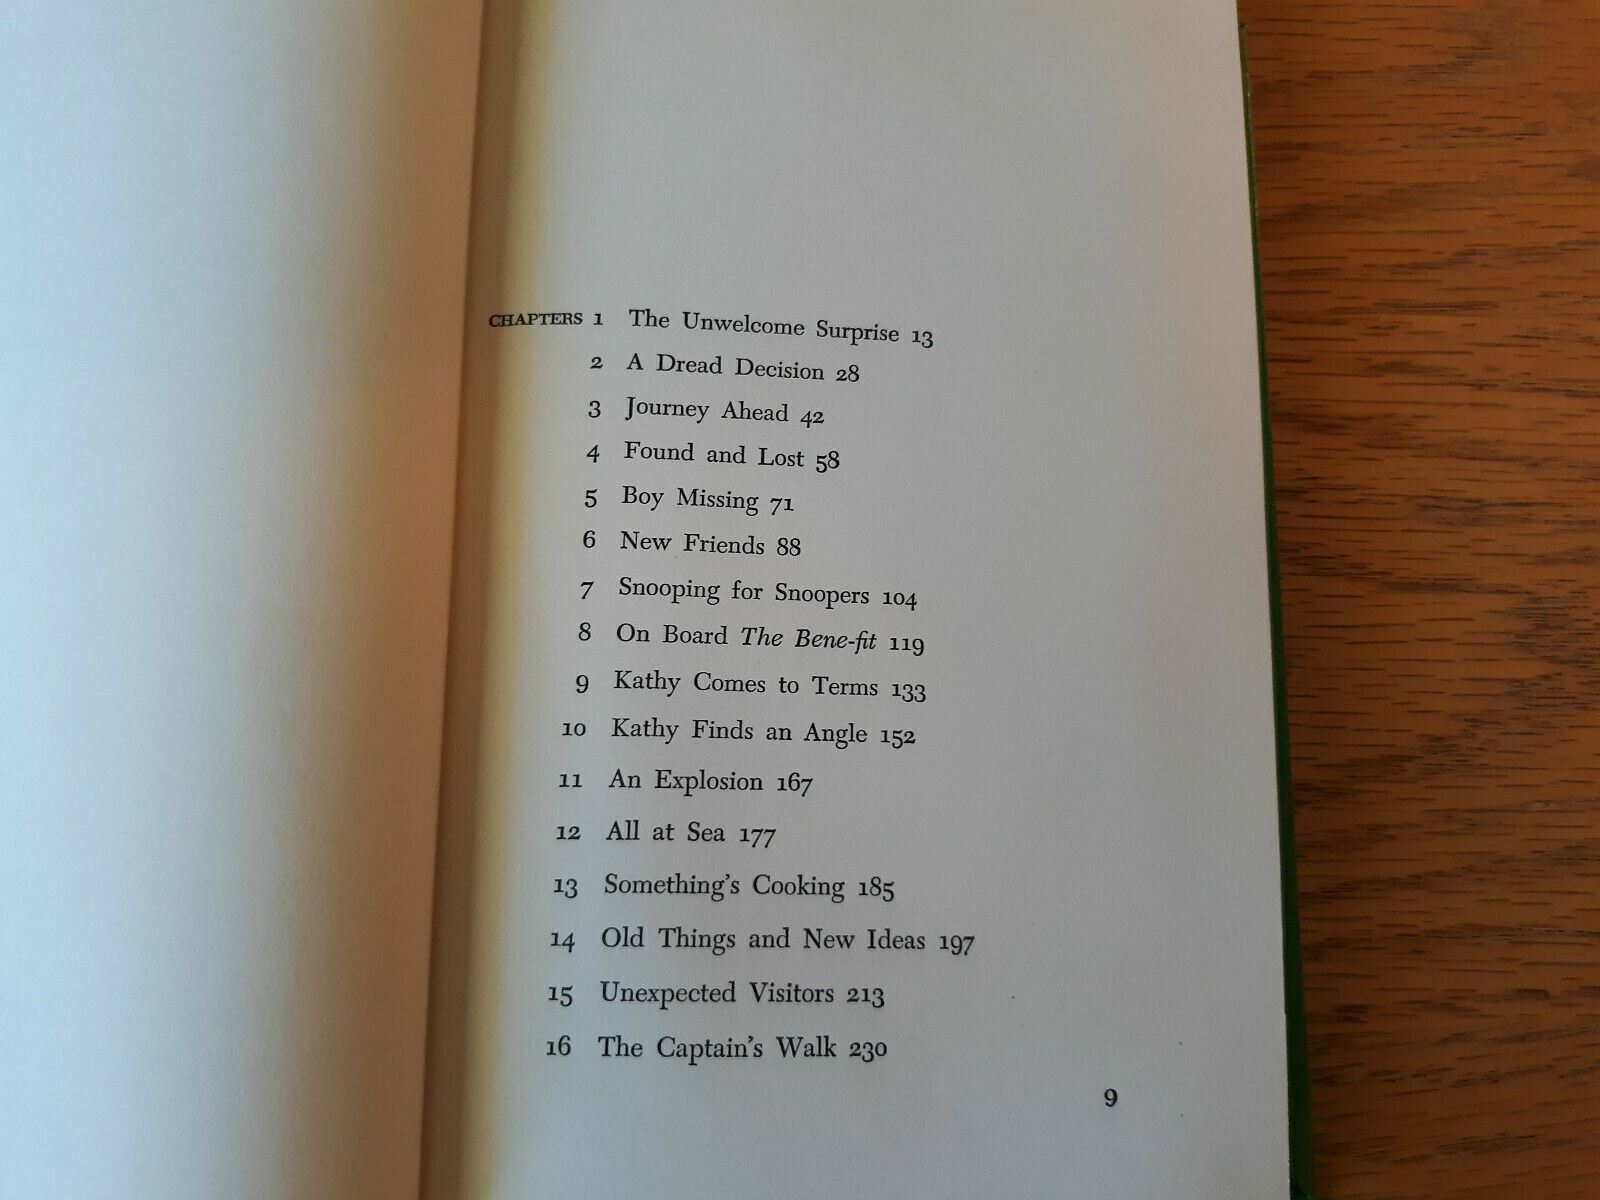 CHAPTERS 1 The Unwelcome Surprise 13
2 A Dread Decision 28
3 Journey Ahead 42
4 Found and Lost 58
5 Boy Missing 71
6 New Friends 88
7 Snooping for Snoopers 104
8 On Board The Bene-fit 119
9 Kathy Comes to Terms 133
10 Kathy Finds an Angle 152
11 An Explosion 167
12 All at Sea 177
13 Something's Cooking 185
14 Old Things and New Ideas 197
15 Unexpected Visitors 213
16 The Captain's Walk 230
9